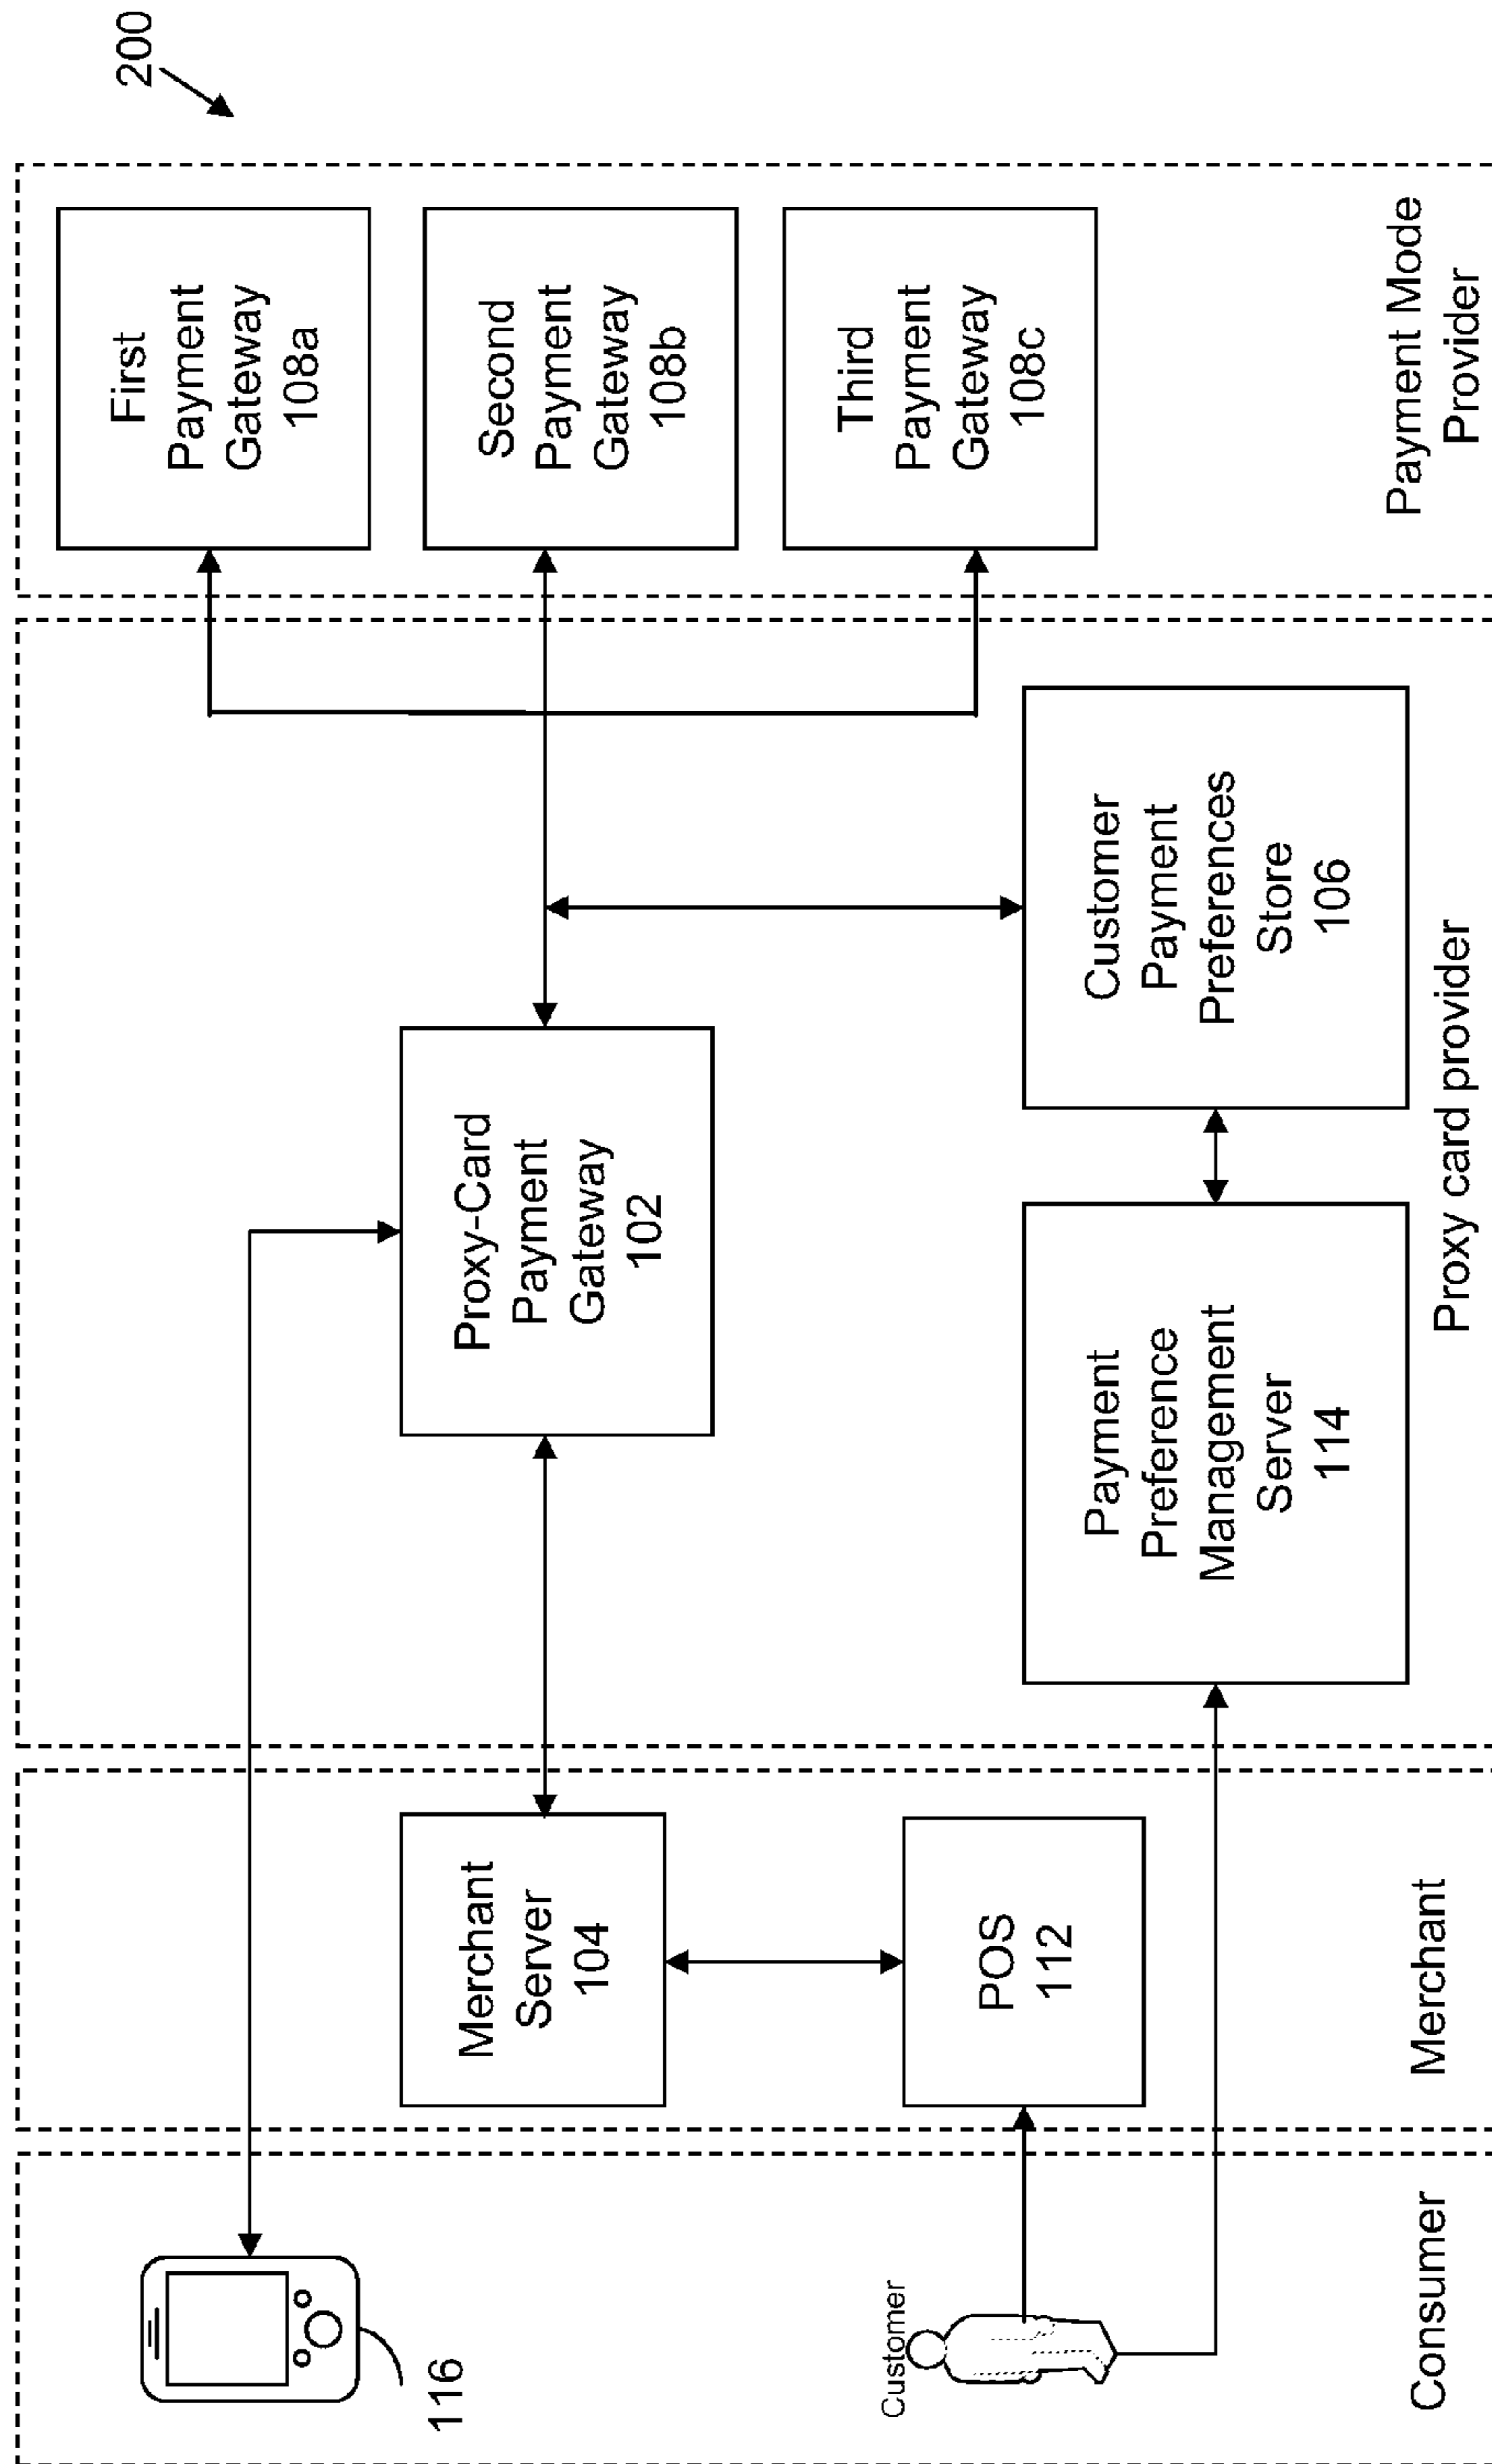 200
116
Customer
Consumer
Merchant
Server
104
POS
112
Merchant
Proxy-Card
Payment
Gateway
102
Payment
Preference
Management
Server
114
Customer
Payment
Preferences
Store
106
Proxy card provider
First
Payment
Gateway
108a
Second
Payment
Gateway
108b
Third
Payment
Gateway
108c
Payment Mode
Provider